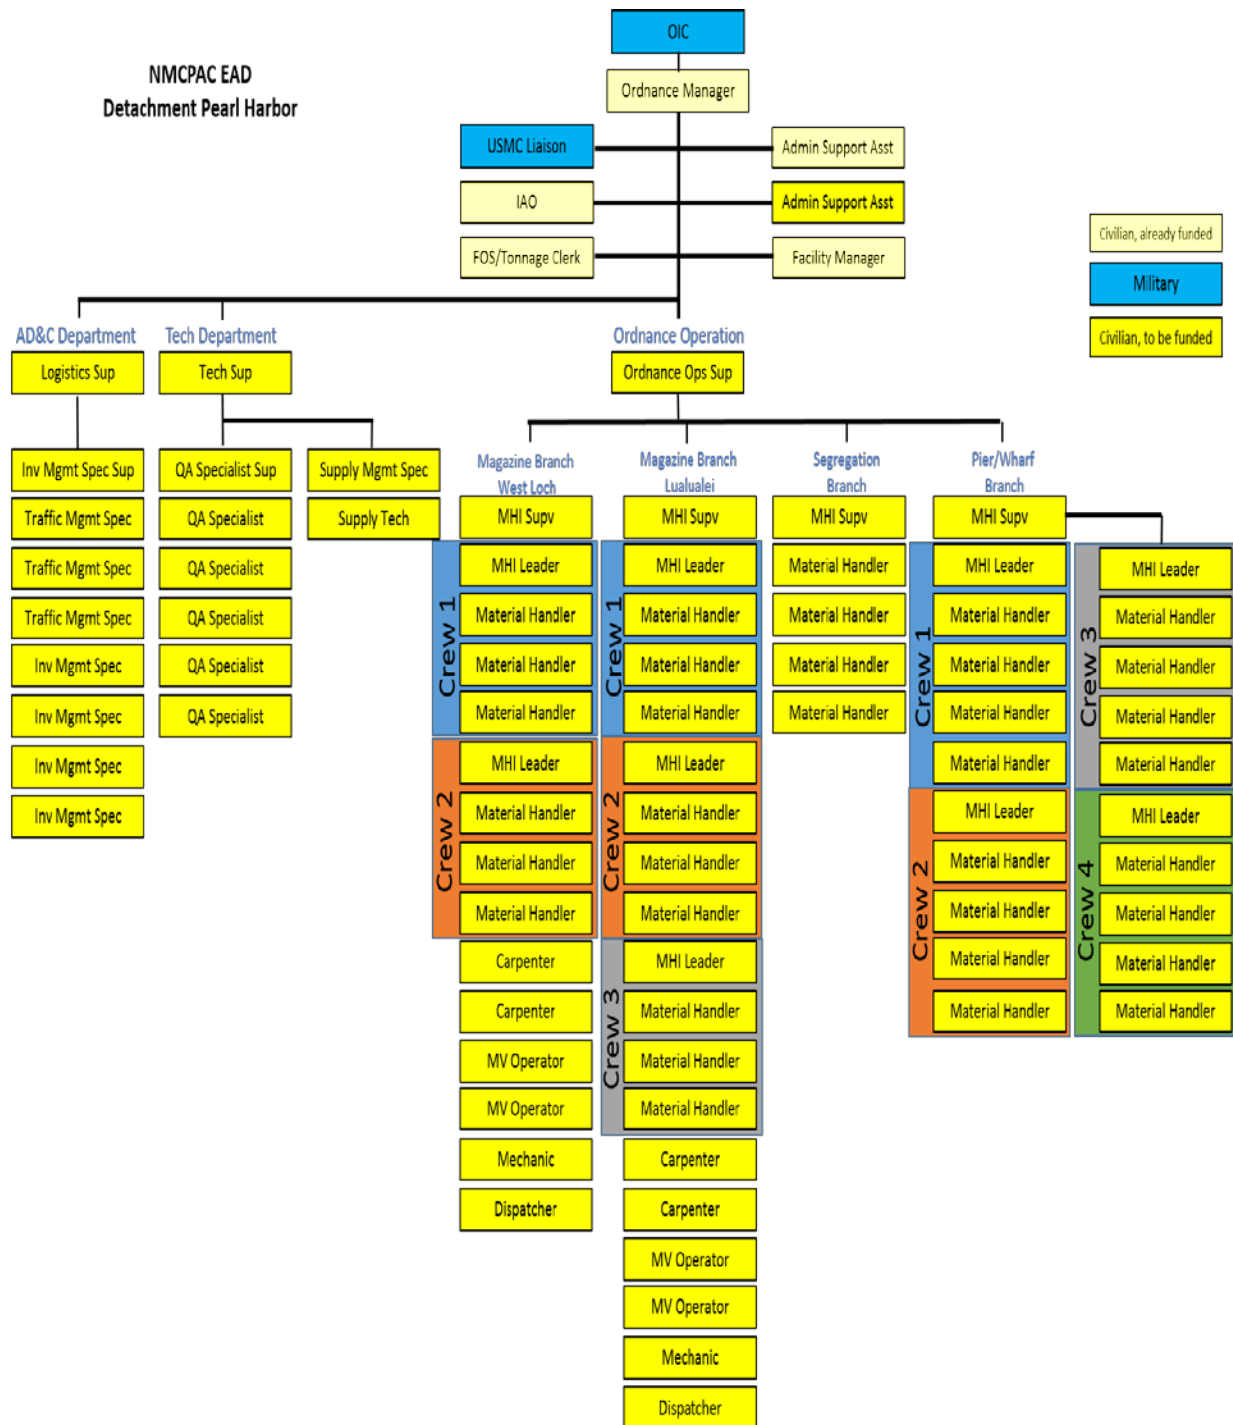 OIC
NMCPAC EAD
Detachment Pearl Harbor
Ordnance Manager
USMC Liaison
Admin Support Asst
IAO
Admin Support Asst
FOS/Tonnage Clerk
Facility Manager
Civilian, already funded
Military
Civilian, to be funded
AD&C Department
Logistics Sup
Inv Mgmt Spec Sup
Traffic Mgmt Spec
Traffic Mgmt Spec
Traffic Mgmt Spec
Inv Mgmt Spec
Inv Mgmt Spec
Inv Mgmt Spec
Inv Mgmt Spec
Tech Department
Tech Sup
QA Specialist Sup
QA Specialist
QA Specialist
QA Specialist
QA Specialist
QA Specialist
Supply Mgmt Spec
Supply Tech
Ordnance Operation
Ordnance Ops Sup
Magazine Branch
West Loch
MHI Supv
Crew 1
MHI Leader
Material Handler
Material Handler
Material Handler
Crew 2
MHI Leader
Material Handler
Material Handler
Material Handler
Carpenter
Carpenter
MV Operator
MV Operator
Mechanic
Dispatcher
Magazine Branch
Lualualei
MHI Supv
Crew 1
MHI Leader
Material Handler
Material Handler
Material Handler
Crew 2
MHI Leader
Material Handler
Material Handler
Material Handler
Crew 3
MHI Leader
Material Handler
Material Handler
Material Handler
Carpenter
Carpenter
MV Operator
MV Operator
Mechanic
Dispatcher
Segregation
Branch
MHI Supv
Material Handler
Material Handler
Material Handler
Material Handler
Pier/Wharf
Branch
MHI Supv
Crew 1
MHI Leader
Material Handler
Material Handler
Material Handler
Material Handler
Crew 2
MHI Leader
Material Handler
Material Handler
Material Handler
Material Handler
Crew 3
MHI Leader
Material Handler
Material Handler
Material Handler
Material Handler
Crew 4
MHI Leader
Material Handler
Material Handler
Material Handler
Material Handler